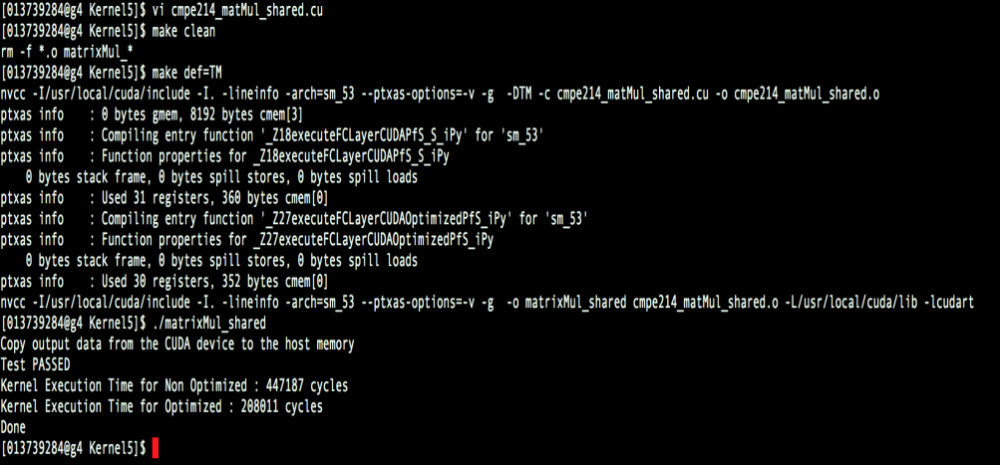 [013739284@g4 Kernel5]$ vi cmpe214_matMul_shared.cu
[013739284@g4 Kernel5]$ make clean
rm -f *.o matrixMul_*
[013739284@g4 Kernel5]$ make def=TM
nvcc -I/usr/local/cuda/include -I. -lineinfo -arch=sm_53 --ptxas-options=-v -g  -DTM -c cmpe214_matMul_shared.cu -o cmpe214_matMul_shared.o
ptxas info    : 0 bytes gmem, 8192 bytes cmem[3]
ptxas info    : Compiling entry function '_Z18executeFCLayerCUDAPfS_S_iPy' for 'sm_53'
ptxas info    : Function properties for _Z18executeFCLayerCUDAPfS_S_iPy
    0 bytes stack frame, 0 bytes spill stores, 0 bytes spill loads
ptxas info    : Used 31 registers, 360 bytes cmem[0]
ptxas info    : Compiling entry function '_Z27executeFCLayerCUDAOptimizedPfS_iPy' for 'sm_53'
ptxas info    : Function properties for _Z27executeFCLayerCUDAOptimizedPfS_iPy
    0 bytes stack frame, 0 bytes spill stores, 0 bytes spill loads
ptxas info    : Used 30 registers, 352 bytes cmem[0]
nvcc -I/usr/local/cuda/include -I. -lineinfo -arch=sm_53 --ptxas-options=-v -g  -o matrixMul_shared cmpe214_matMul_shared.o -L/usr/local/cuda/lib -lcudart
[013739284@g4 Kernel5]$ ./matrixMul_shared
Copy output data from the CUDA device to the host memory
Test PASSED
Kernel Execution Time for Non Optimized : 447187 cycles
Kernel Execution Time for Optimized : 208011 cycles
Done
[013739284@g4 Kernel5]$